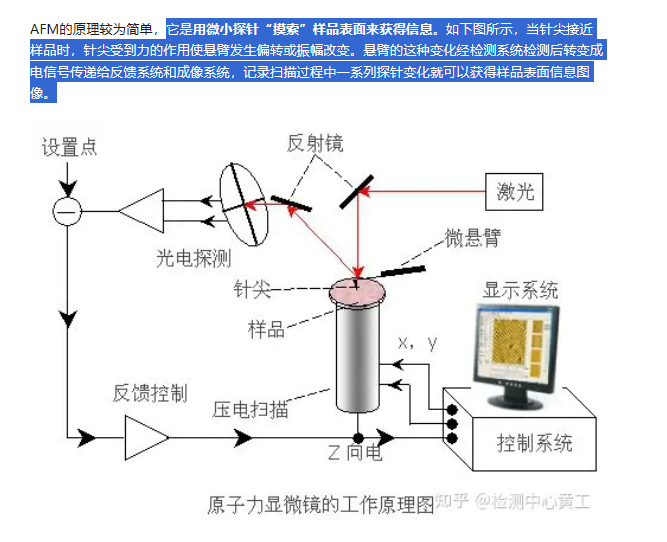 AFM的原理较为简单，它是用微小探针“摸索”样品表面来获得信息。如下图所示，当针尖接近
样品时，针尖受到力的作用使悬臂发生偏转或振幅改变。悬臂的这种变化经检测系统检测后转变成
电信号传递给反馈系统和成像系统，记录扫描过程中一系列探针变化就可以获得样品表面信息图
像。
设置点
反射镜
激光
微悬臂
光电探测
针尖
显示系统
样品
x，y
反馈控制
压电扫描
控制系统
Z向电
原子力显微镜的工作原理图
知乎 @检测中心黄工